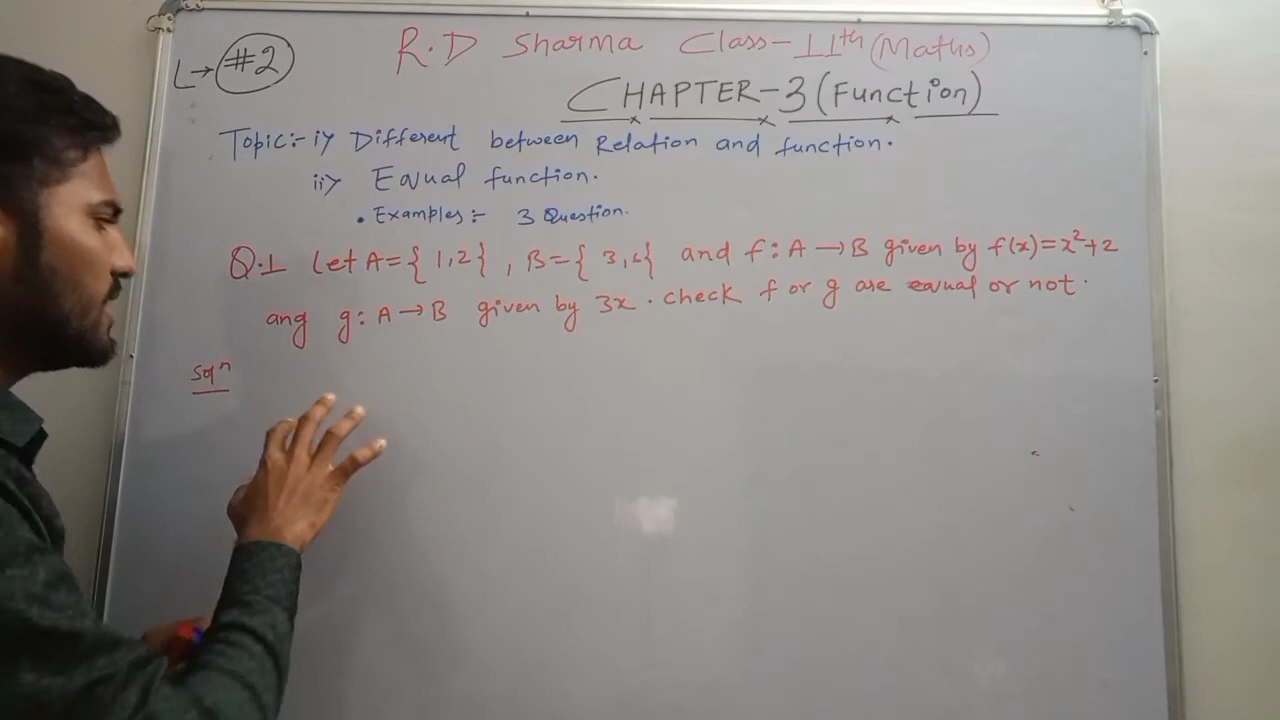 L→ #2
R.D Sharma Class-11th (Maths)
CHAPTER-3 (Function)
Topic:- i> Different between Relation and function.
ii> Equal function.
• Examples:- 3 Question.
Q.1 Let A={ 1,2} , B={ 3,6} and f:A→B given by f(x)=x²+2
ang g:A→B given by 3x. check f or g are equal or not.
Solⁿ